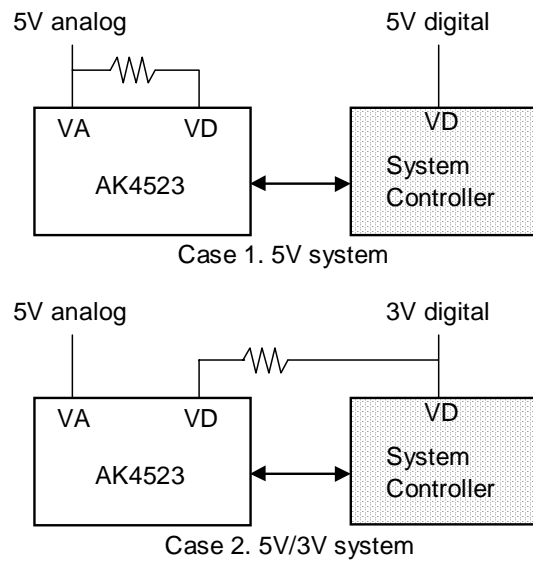 5V analog
5V digital
VA
VD
VD
AK4523
System
Controller
Case 1. 5V system
5V analog
3V digital
VA
VD
VD
AK4523
System
Controller
Case 2. 5V/3V system